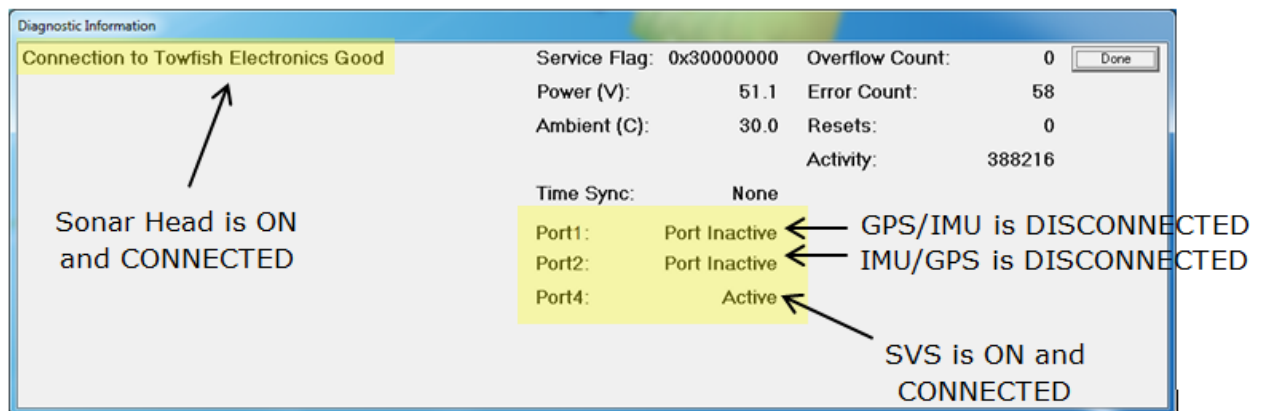 Diagnostic Information
Connection to Towfish Electronics Good
Service Flag: 0x30000000 Overflow Count: 0 Done
Power (V): 51.1 Error Count: 58
Ambient (C): 30.0 Resets: 0
Activity: 388216
Time Sync: None
Sonar Head is ON
and CONNECTED
Port1: Port Inactive GPS/IMU is DISCONNECTED
Port2: Port Inactive IMU/GPS is DISCONNECTED
Port4: Active
SVS is ON and
CONNECTED